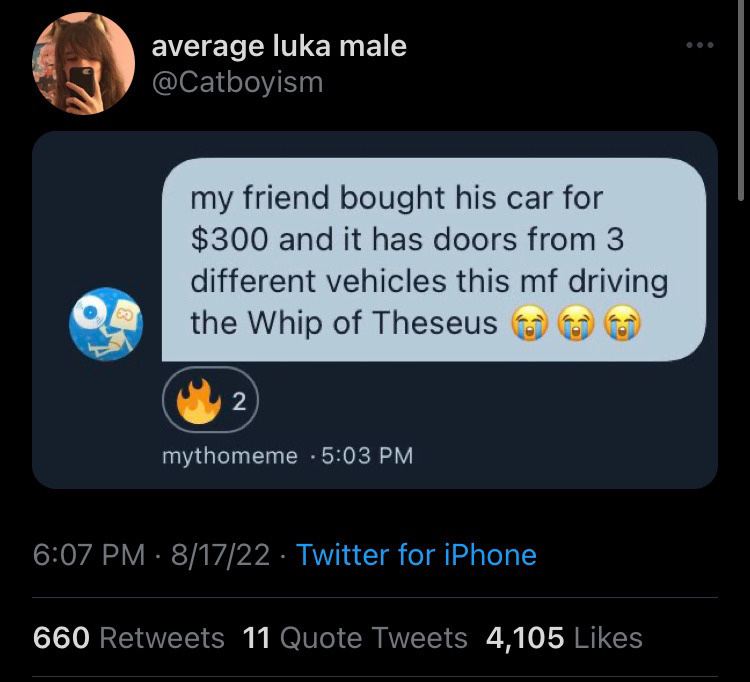 average luka male
@Catboyism
my friend bought his car for
$300 and it has doors from 3
different vehicles this mf driving
the Whip of Theseus 😭😭😭
🔥 2
mythomeme · 5:03 PM
6:07 PM · 8/17/22 · Twitter for iPhone
660 Retweets 11 Quote Tweets 4,105 Likes